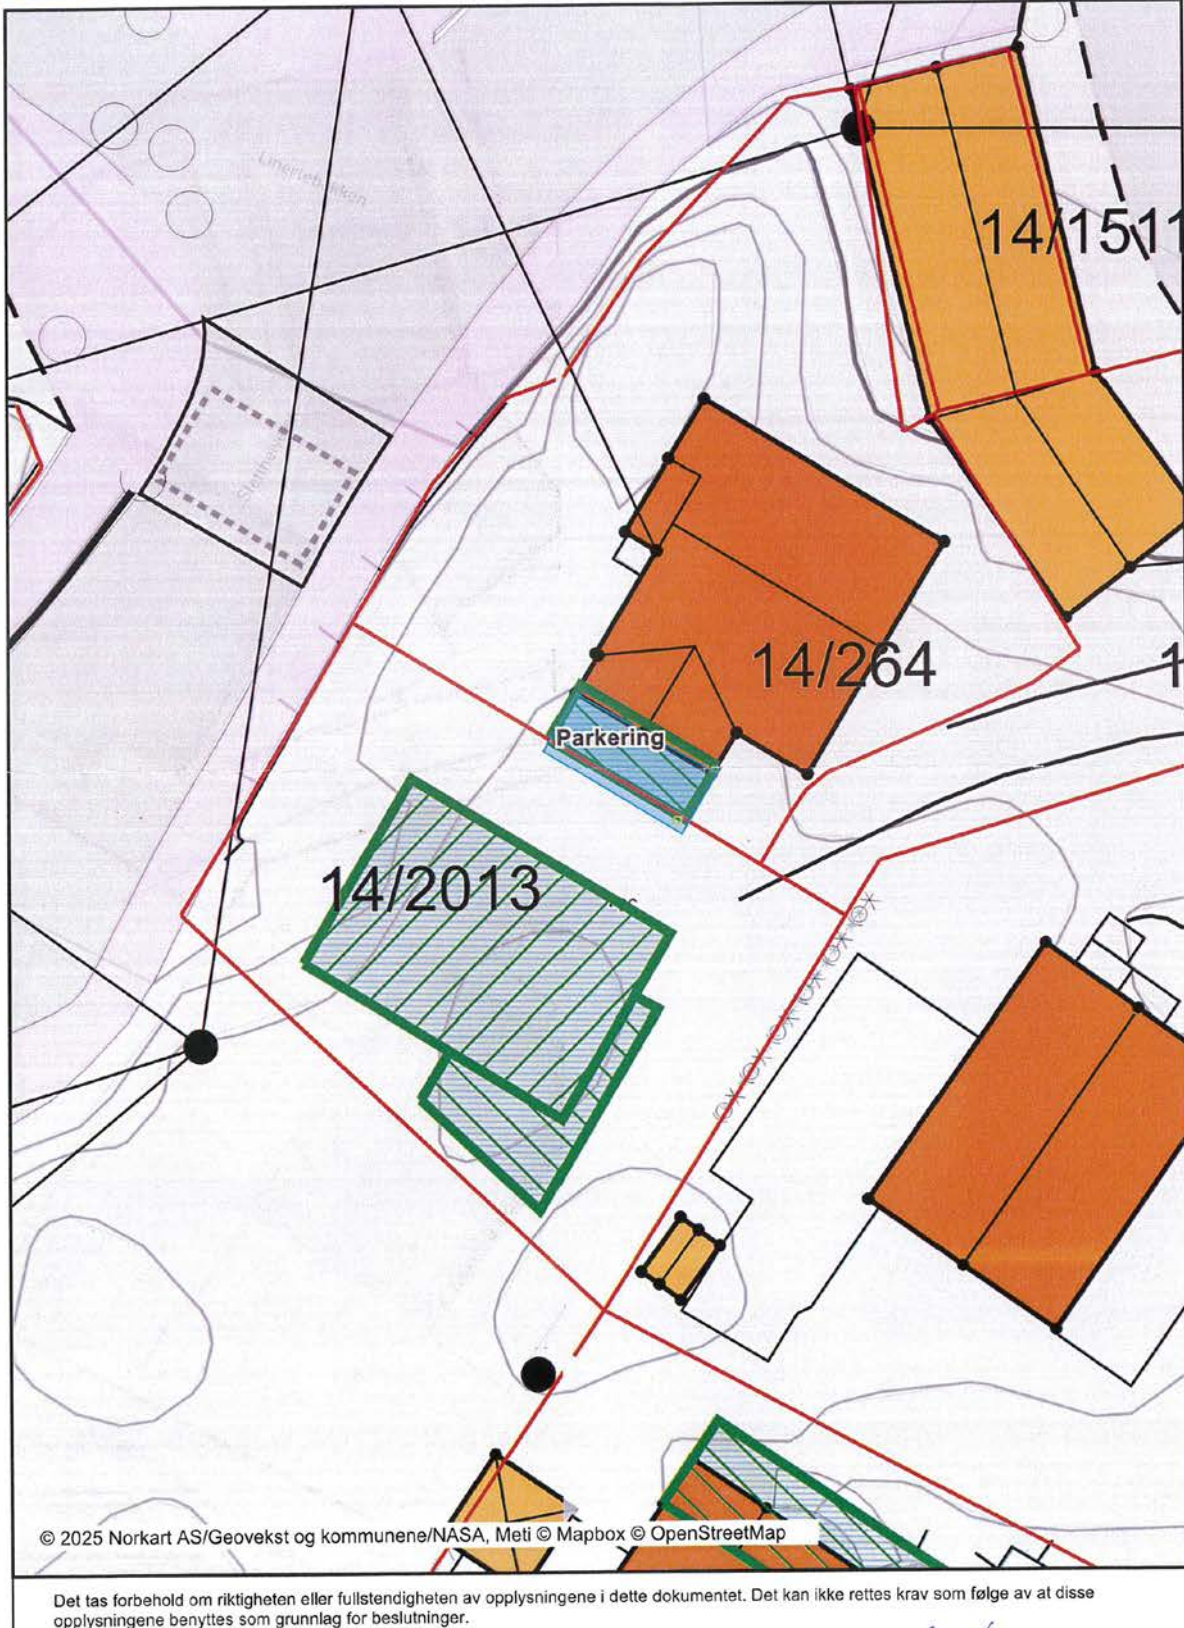 14/1511
14/264
1
Parkering
14/2013
© 2025 Norkart AS/Geovekst og kommunene/NASA, Meti © Mapbox © OpenStreetMap
Det tas forbehold om riktigheten eller fullstendigheten av opplysningene i dette dokumentet. Det kan ikke rettes krav som følge av at disse
opplysningene benyttes som grunnlag for beslutninger.